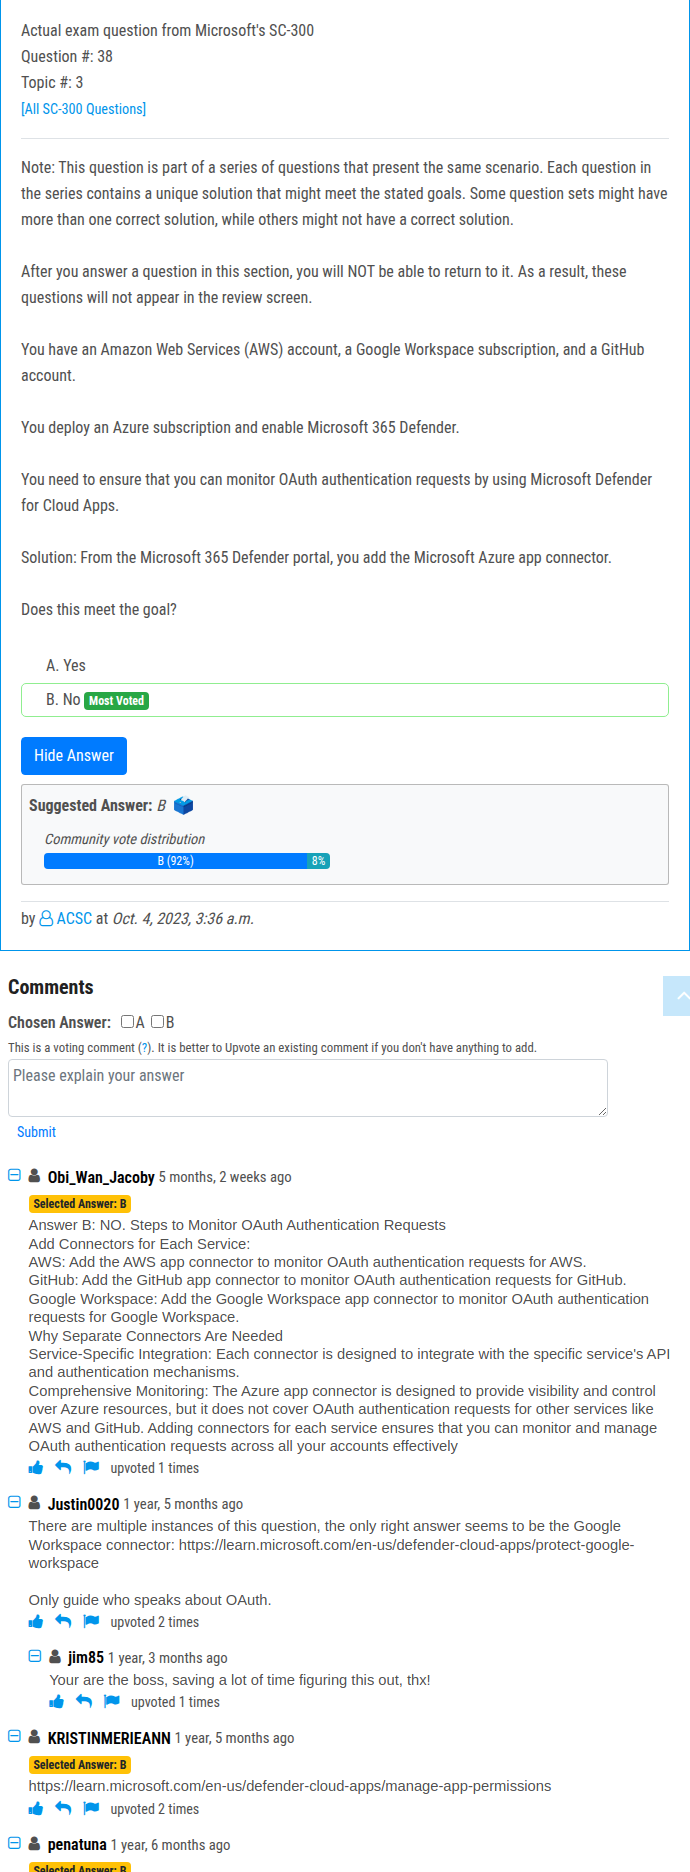 Actual exam question from Microsoft's SC-300
Question #: 38
Topic #: 3
[All SC-300 Questions]
Note: This question is part of a series of questions that present the same scenario. Each question in
the series contains a unique solution that might meet the stated goals. Some question sets might have
more than one correct solution, while others might not have a correct solution.
After you answer a question in this section, you will NOT be able to return to it. As a result, these
questions will not appear in the review screen.
You have an Amazon Web Services (AWS) account, a Google Workspace subscription, and a GitHub
account.
You deploy an Azure subscription and enable Microsoft 365 Defender.
You need to ensure that you can monitor OAuth authentication requests by using Microsoft Defender
for Cloud Apps.
Solution: From the Microsoft 365 Defender portal, you add the Microsoft Azure app connector.
Does this meet the goal?
A. Yes
B. No Most Voted
Hide Answer
Suggested Answer: B
Community vote distribution
B (92%) 8%
by ACSC at Oct. 4, 2023, 3:36 a.m.
Comments
Chosen Answer: A B
This is a voting comment (?). It is better to Upvote an existing comment if you don't have anything to add.
Please explain your answer
Submit
Obi_Wan_Jacoby 5 months, 2 weeks ago
Selected Answer: B
Answer B: NO. Steps to Monitor OAuth Authentication Requests
Add Connectors for Each Service:
AWS: Add the AWS app connector to monitor OAuth authentication requests for AWS.
GitHub: Add the GitHub app connector to monitor OAuth authentication requests for GitHub.
Google Workspace: Add the Google Workspace app connector to monitor OAuth authentication
requests for Google Workspace.
Why Separate Connectors Are Needed
Service-Specific Integration: Each connector is designed to integrate with the specific service's API
and authentication mechanisms.
Comprehensive Monitoring: The Azure app connector is designed to provide visibility and control
over Azure resources, but it does not cover OAuth authentication requests for other services like
AWS and GitHub. Adding connectors for each service ensures that you can monitor and manage
OAuth authentication requests across all your accounts effectively
upvoted 1 times
Justin0020 1 year, 5 months ago
There are multiple instances of this question, the only right answer seems to be the Google
Workspace connector: https://learn.microsoft.com/en-us/defender-cloud-apps/protect-google-
workspace
Only guide who speaks about OAuth.
upvoted 2 times
jim85 1 year, 3 months ago
Your are the boss, saving a lot of time figuring this out, thx!
upvoted 1 times
KRISTINMERIEANN 1 year, 5 months ago
Selected Answer: B
https://learn.microsoft.com/en-us/defender-cloud-apps/manage-app-permissions
upvoted 2 times
penatuna 1 year, 6 months ago
Selected Answer: B